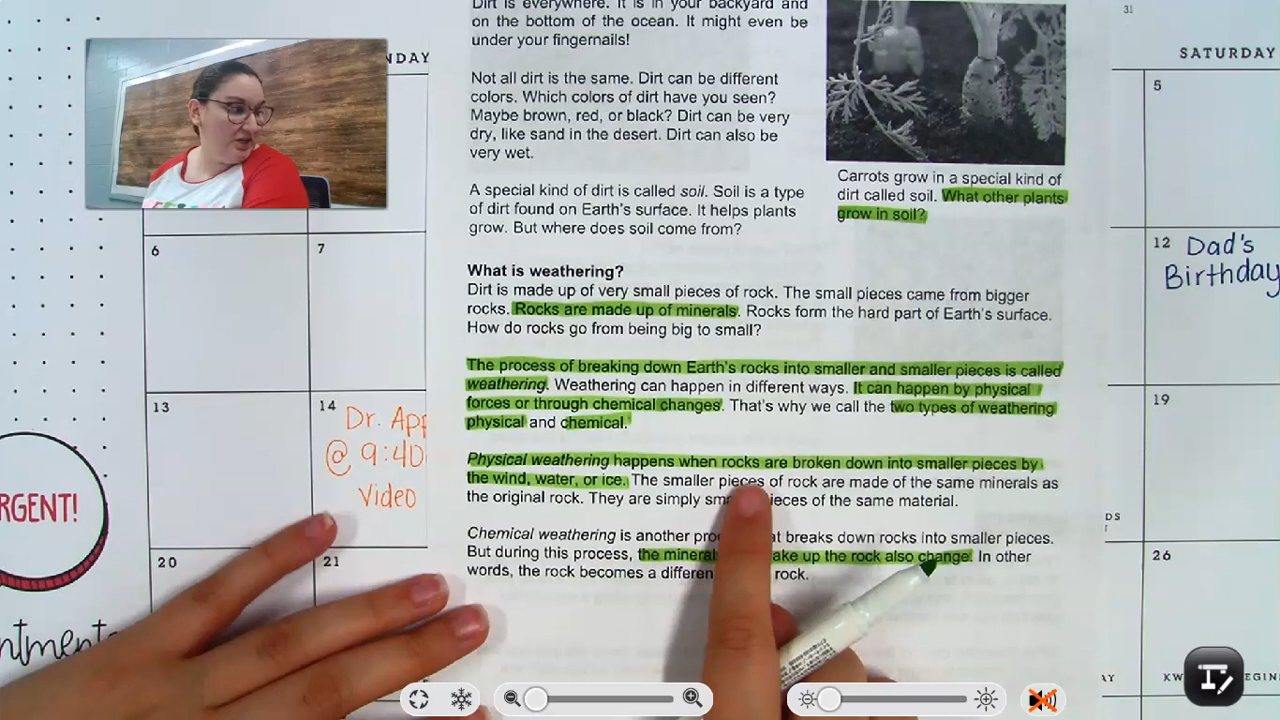 Dirt is everywhere. It is in your backyard and
on the bottom of the ocean. It might even be
under your fingernails!
Not all dirt is the same. Dirt can be different
colors. Which colors of dirt have you seen?
Maybe brown, red, or black? Dirt can be very
dry, like sand in the desert. Dirt can also be
very wet.
A special kind of dirt is called soil. Soil is a type
of dirt found on Earth's surface. It helps plants
grow. But where does soil come from?
Carrots grow in a special kind of
dirt called soil. What other plants
grow in soil?
What is weathering?
Dirt is made up of very small pieces of rock. The small pieces came from bigger
rocks. Rocks are made up of minerals. Rocks form the hard part of Earth's surface.
How do rocks go from being big to small?
The process of breaking down Earth's rocks into smaller and smaller pieces is called
weathering. Weathering can happen in different ways. It can happen by physical
forces or through chemical changes. That's why we call the two types of weathering
physical and chemical.
Physical weathering happens when rocks are broken down into smaller pieces by
the wind, water, or ice. The smaller pieces of rock are made of the same minerals as
the original rock. They are simply pieces of the same material.
Chemical weathering is another breaks down rocks into smaller pieces.
But during this process, the up the rock also change. In other
words, the rock becomes a rock.
31
NDAY
SATURDAY
5
6
7
12 Dad's
Birthday
13
14 Dr. App
@ 9:40
Video
19
20
21
26
RGENT!
ntments